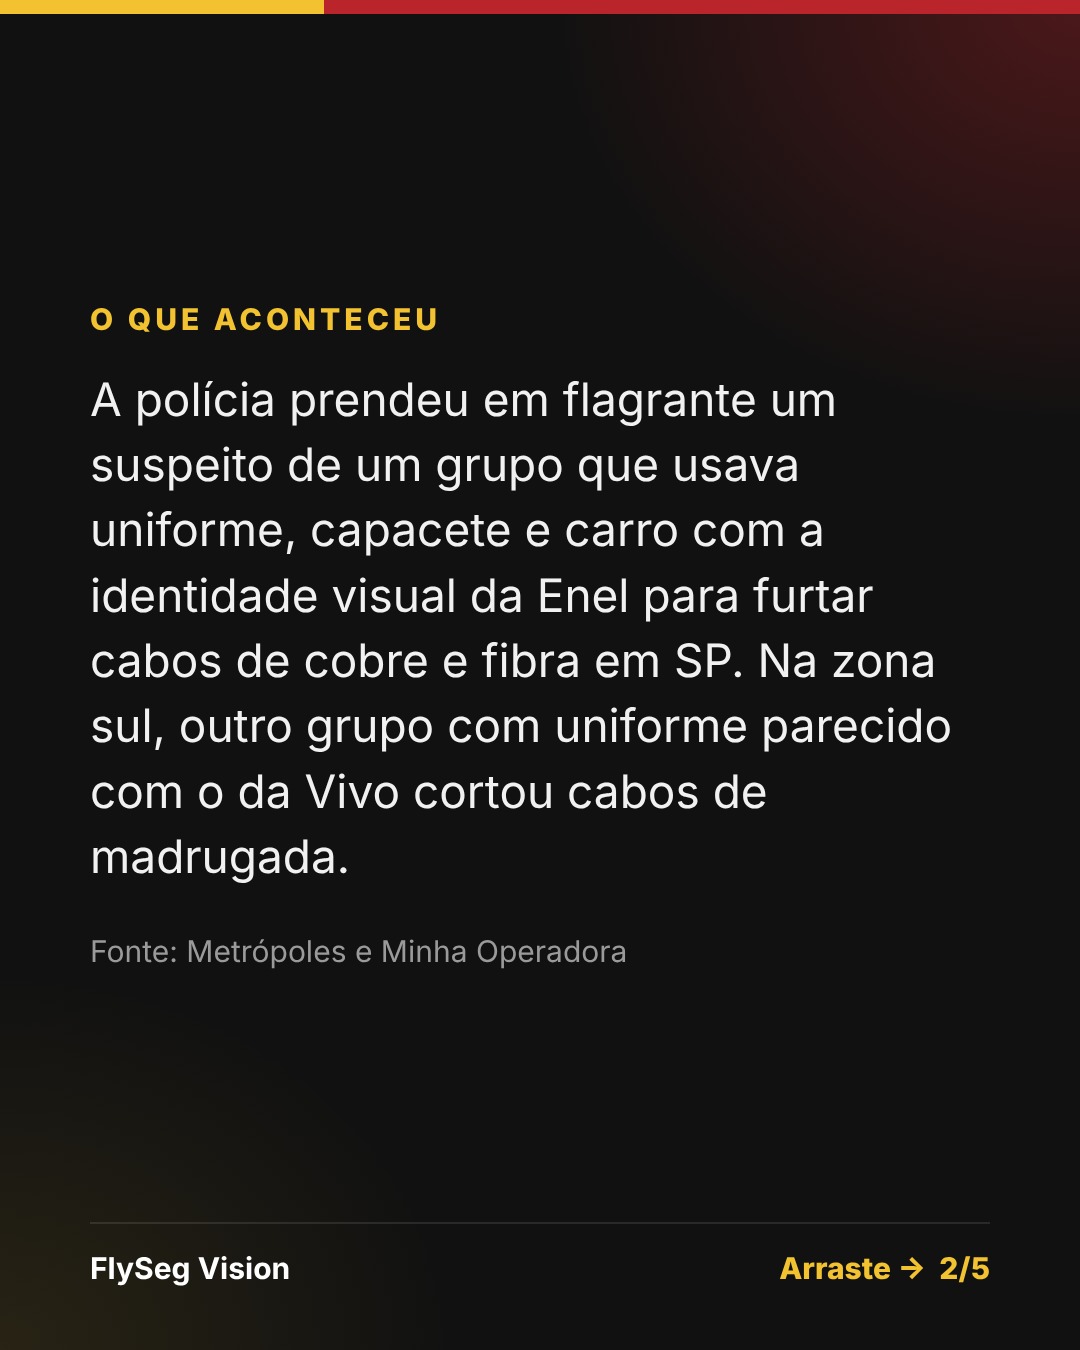 O QUE ACONTECEU
A polícia prendeu em flagrante um
suspeito de um grupo que usava
uniforme, capacete e carro com a
identidade visual da Enel para furtar
cabos de cobre e fibra em SP. Na zona
sul, outro grupo com uniforme parecido
com o da Vivo cortou cabos de
madrugada.
Fonte: Metrópoles e Minha Operadora
FlySeg Vision
Arraste → 2/5